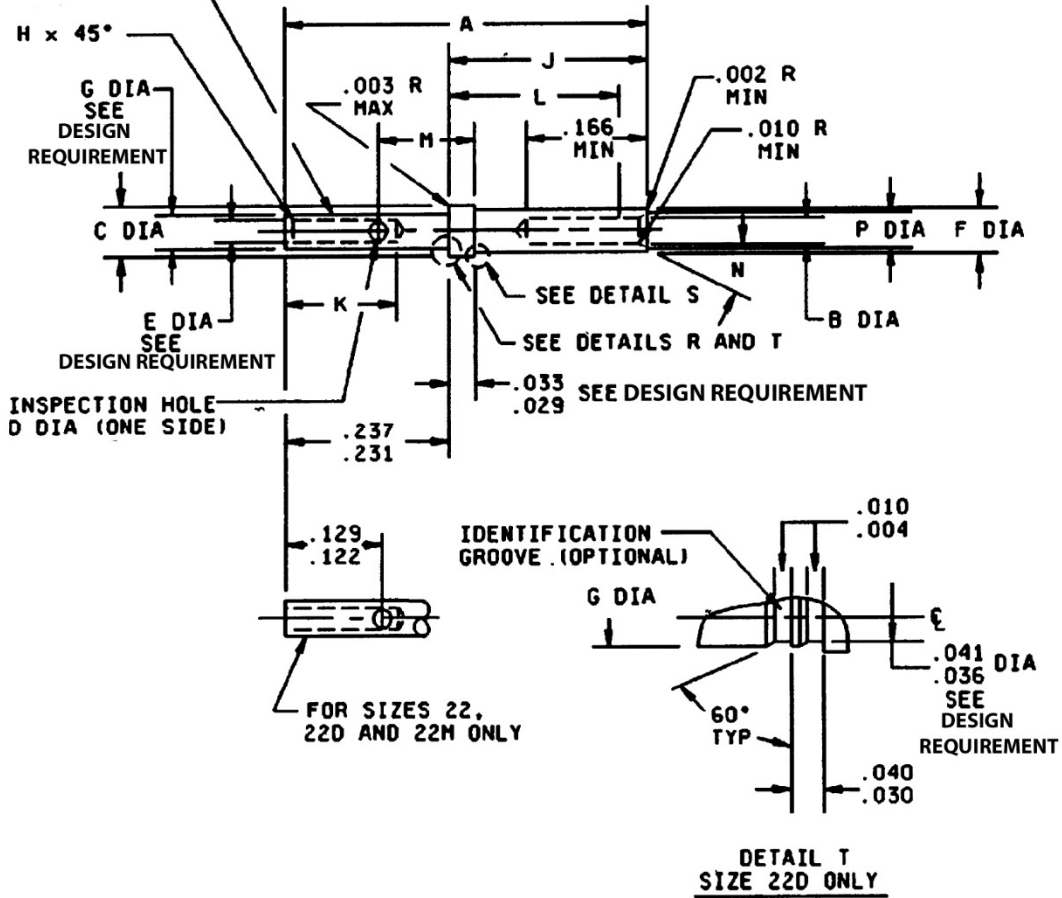 A
H x 45°
J
G DIA
SEE
DESIGN
REQUIREMENT
.003 R
MAX
L
.002 R
MIN
M
.166
MIN
.010 R
MIN
C DIA
P DIA
F DIA
N
K
SEE DETAIL S
B DIA
E DIA
SEE
DESIGN REQUIREMENT
SEE DETAILS R AND T
.033
.029
SEE DESIGN REQUIREMENT
INSPECTION HOLE
D DIA (ONE SIDE)
.237
.231
.129
.122
FOR SIZES 22,
22D AND 22M ONLY
IDENTIFICATION
GROOVE (OPTIONAL)
.010
.004
G DIA
℄
.041
.036
DIA
SEE
DESIGN
REQUIREMENT
60°
TYP
.040
.030
DETAIL T
SIZE 22D ONLY